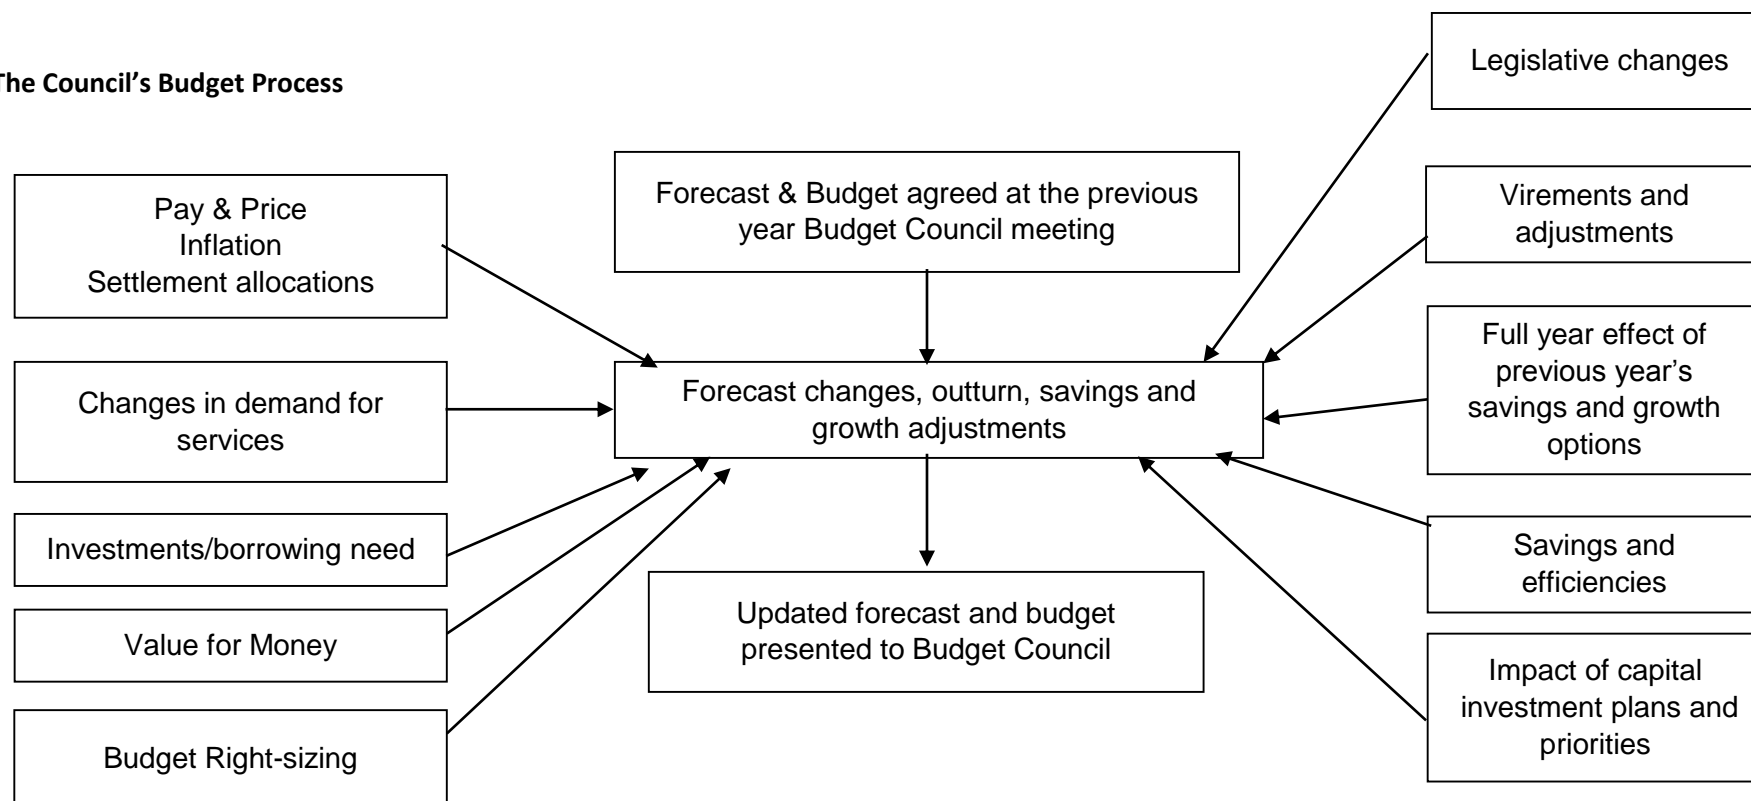 The Council's Budget Process
Legislative changes
Pay & Price
Inflation
Settlement allocations
Forecast & Budget agreed at the previous
year Budget Council meeting
Virements and
adjustments
Changes in demand for
services
Forecast changes, outturn, savings and
growth adjustments
Full year effect of
previous year's
savings and growth
options
Investments/borrowing need
Savings and
efficiencies
Value for Money
Updated forecast and budget
presented to Budget Council
Impact of capital
investment plans and
priorities
Budget Right-sizing